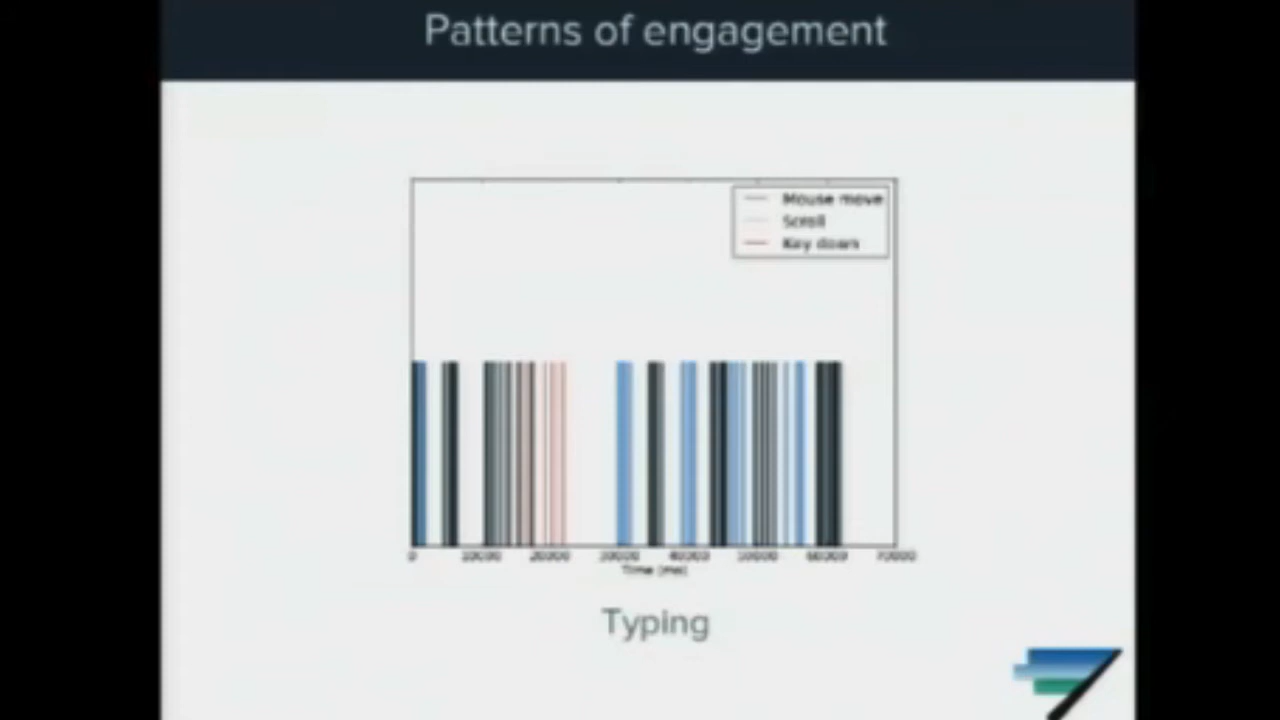 Patterns of engagement
Mouse move
Scroll
Key down
0 10000 20000 30000 40000 50000 60000 70000
Time (ms)
Typing